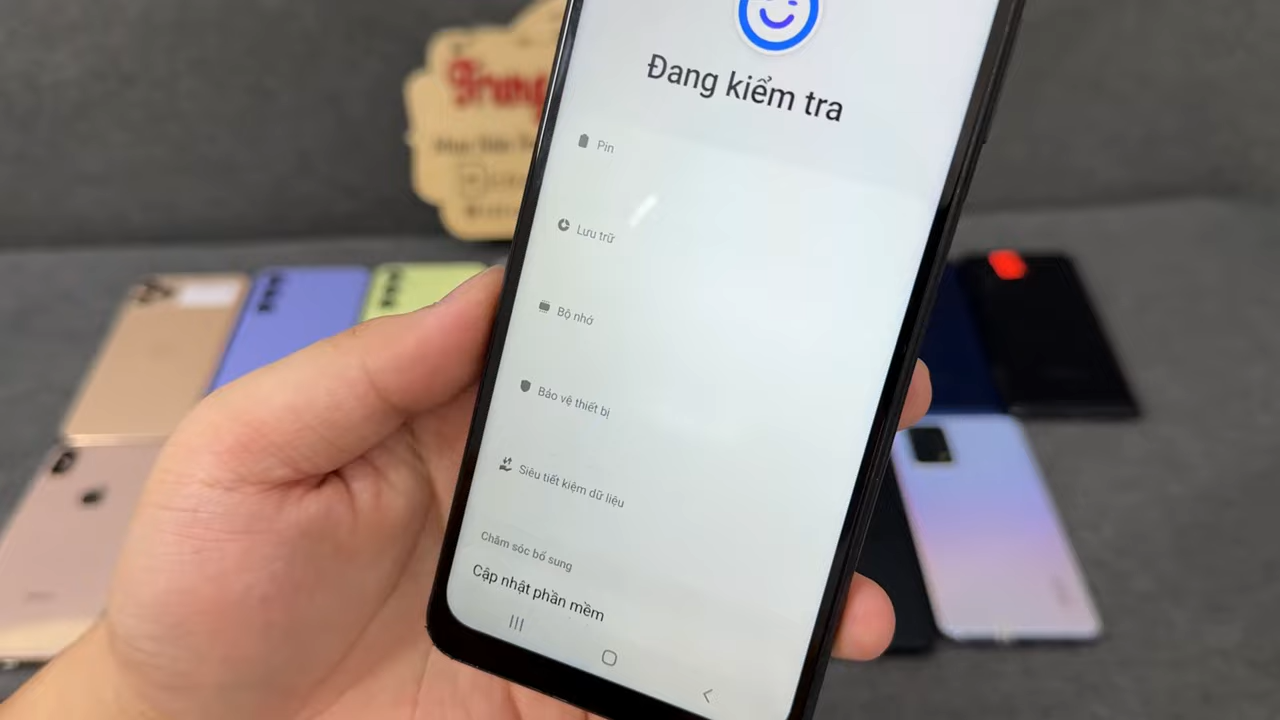 Đang kiểm tra
Pin
Lưu trữ
Bộ nhớ
Bảo vệ thiết bị
Siêu tiết kiệm dữ liệu
Chăm sóc bổ sung
Cập nhật phần mềm